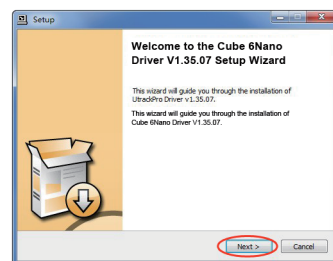 Setup
Welcome to the Cube 6Nano
Driver V1.35.07 Setup Wizard
This wizard will guide you through the installation of
UtrackPro Driver v1.35.07.
This wizard will guide you through the installation of
Cube 6Nano Driver V1.35.07.
Next >
Cancel